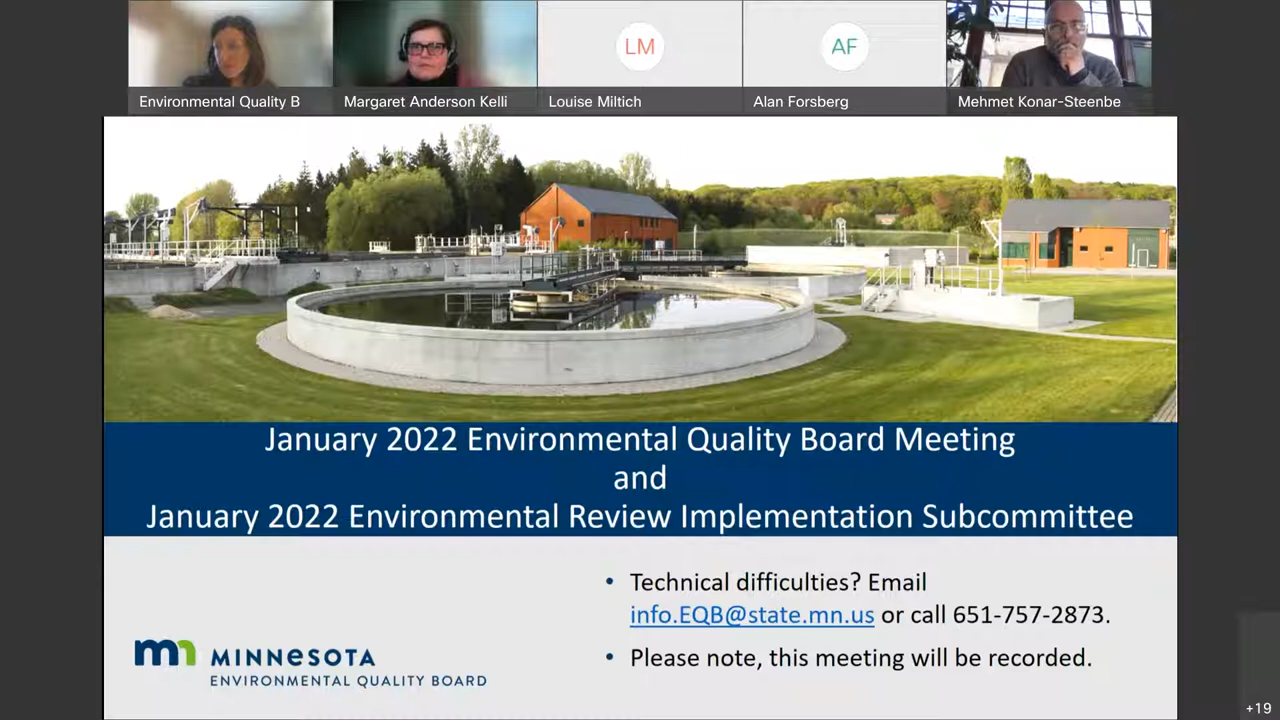 Environmental Quality B
Margaret Anderson Kelli
LM
Louise Miltich
AF
Alan Forsberg
Mehmet Konar-Steenbe
January 2022 Environmental Quality Board Meeting
and
January 2022 Environmental Review Implementation Subcommittee
• Technical difficulties? Email
info.EQB@state.mn.us or call 651-757-2873.
• Please note, this meeting will be recorded.
mn MINNESOTA
ENVIRONMENTAL QUALITY BOARD
+19